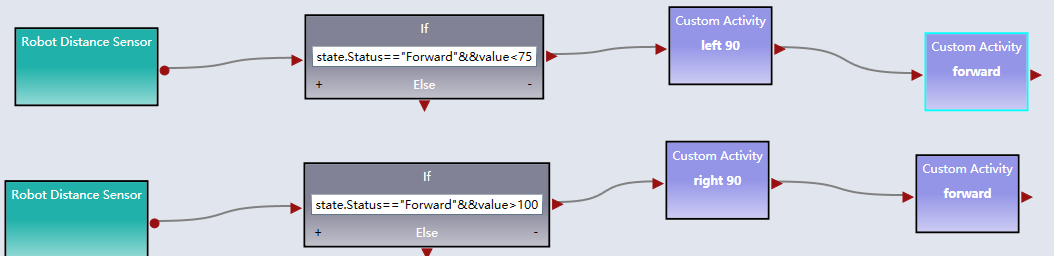 Robot Distance Sensor
If
state.Status=="Forward"&&value<75
+ Else -
Custom Activity
left 90
Custom Activity
forward
Robot Distance Sensor
If
state.Status=="Forward"&&value>100
+ Else -
Custom Activity
right 90
Custom Activity
forward